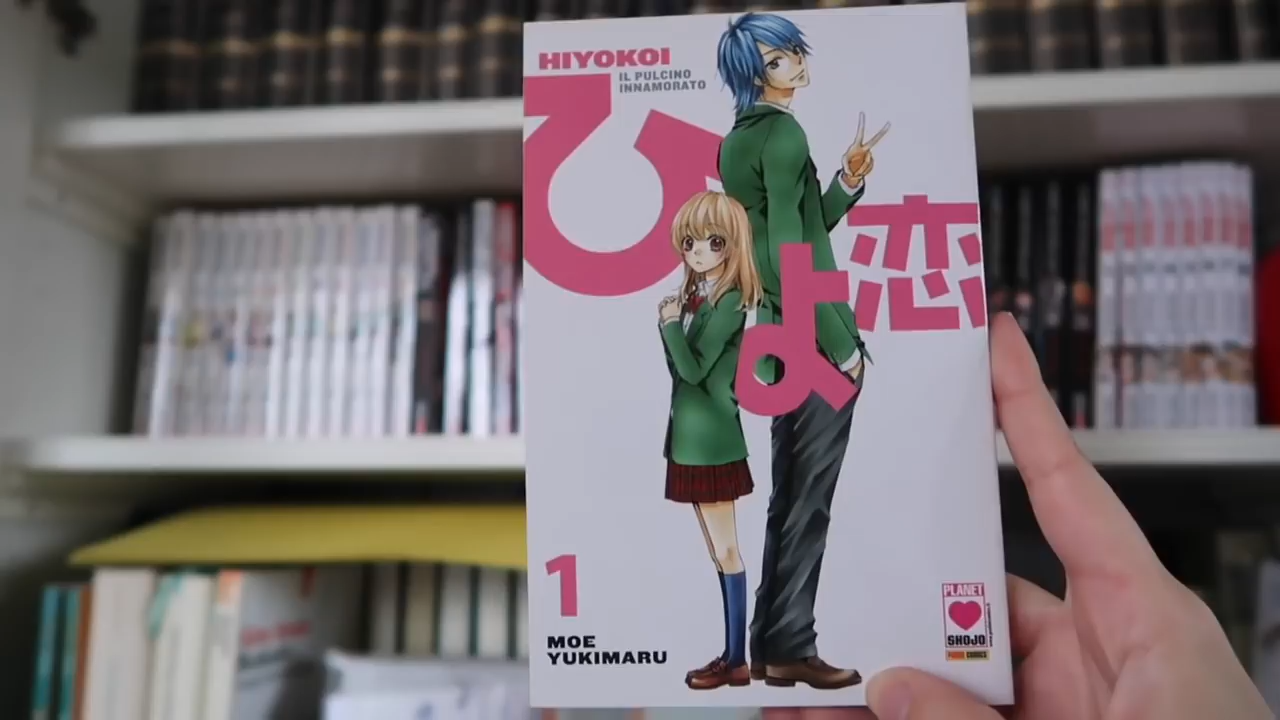 HIYOKOI
IL PULCINO
INNAMORATO
ひよ恋
1
MOE
YUKIMARU
PLANET
SHOJO
PANINI COMICS